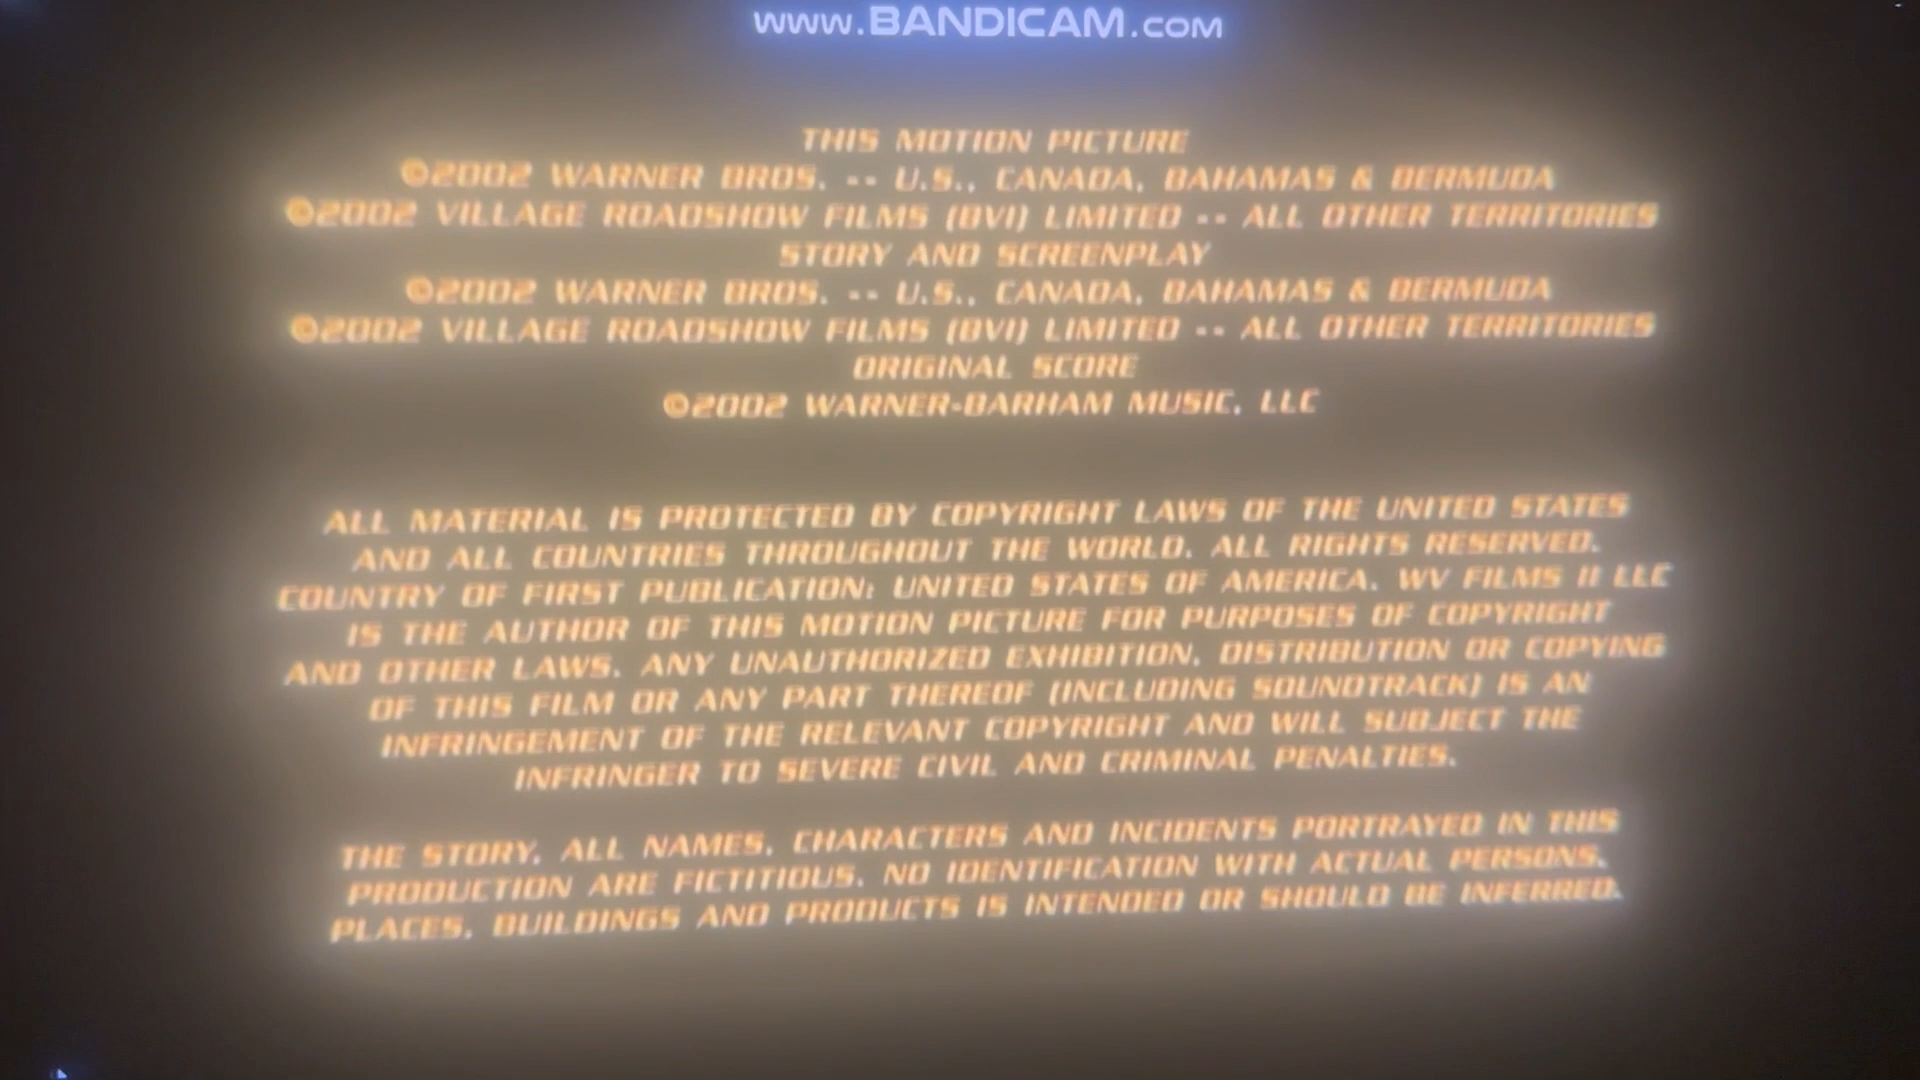 www.BANDICAM.COM
THIS MOTION PICTURE
©2002 WARNER BROS. -- U.S., CANADA, BAHAMAS & BERMUDA
©2002 VILLAGE ROADSHOW FILMS (BVI) LIMITED -- ALL OTHER TERRITORIES
STORY AND SCREENPLAY
©2002 WARNER BROS. -- U.S., CANADA, BAHAMAS & BERMUDA
©2002 VILLAGE ROADSHOW FILMS (BVI) LIMITED -- ALL OTHER TERRITORIES
ORIGINAL SCORE
©2002 WARNER-BARHAM MUSIC, LLC
ALL MATERIAL IS PROTECTED BY COPYRIGHT LAWS OF THE UNITED STATES
AND ALL COUNTRIES THROUGHOUT THE WORLD. ALL RIGHTS RESERVED.
COUNTRY OF FIRST PUBLICATION: UNITED STATES OF AMERICA. WV FILMS II LLC
IS THE AUTHOR OF THIS MOTION PICTURE FOR PURPOSES OF COPYRIGHT
AND OTHER LAWS. ANY UNAUTHORIZED EXHIBITION, DISTRIBUTION OR COPYING
OF THIS FILM OR ANY PART THEREOF (INCLUDING SOUNDTRACK) IS AN
INFRINGEMENT OF THE RELEVANT COPYRIGHT AND WILL SUBJECT THE
INFRINGER TO SEVERE CIVIL AND CRIMINAL PENALTIES.
THE STORY, ALL NAMES, CHARACTERS AND INCIDENTS PORTRAYED IN THIS
PRODUCTION ARE FICTITIOUS. NO IDENTIFICATION WITH ACTUAL PERSONS,
PLACES, BUILDINGS AND PRODUCTS IS INTENDED OR SHOULD BE INFERRED.